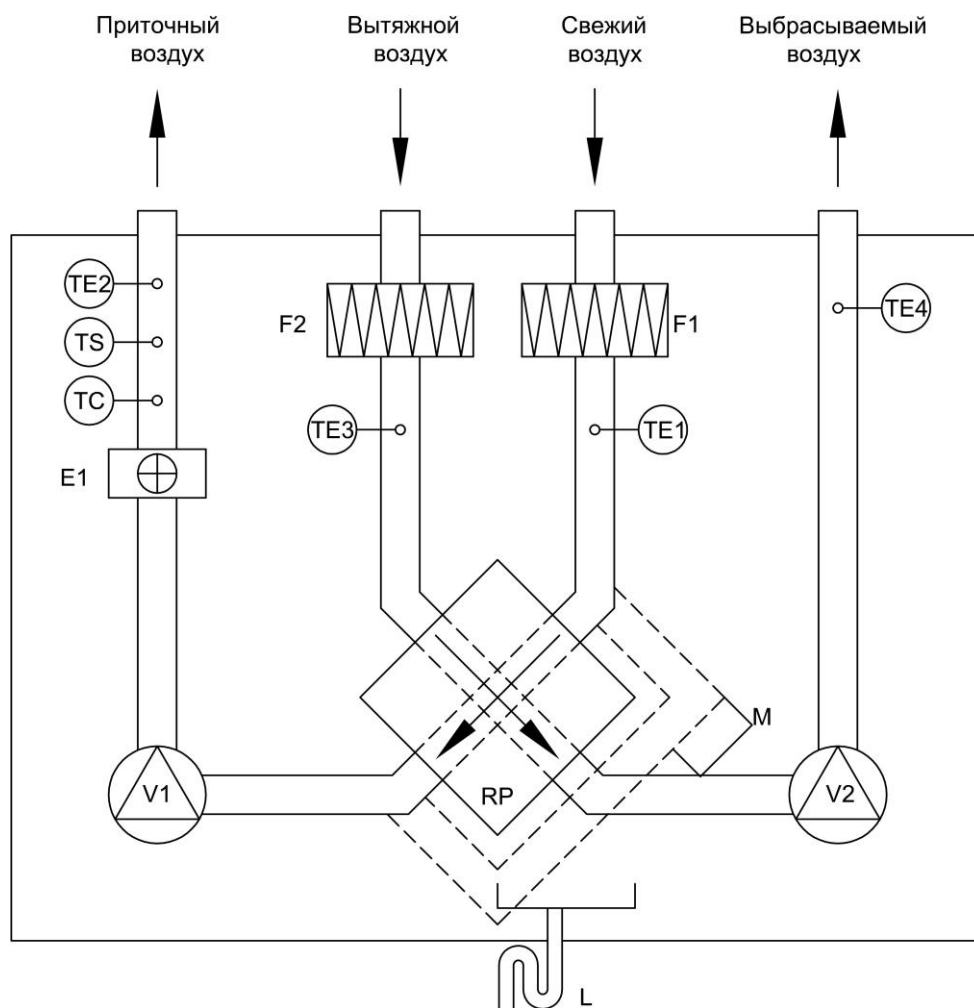 Приточный
воздух
Вытяжной
воздух
Свежий
воздух
Выбрасываемый
воздух
TE2
TS
TC
E1
F2
TE3
F1
TE1
TE4
M
V1
RP
V2
L